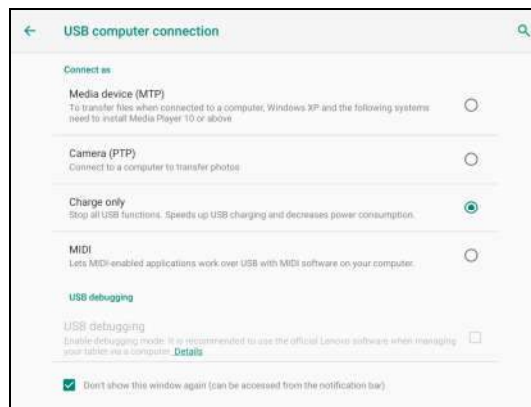 USB computer connection
Connect as
Media device (MTP)
To transfer files when connected to a computer, Windows XP and the following systems
need to install Media Player 10 or above
Camera (PTP)
Connect to a computer to transfer photos
Charge only
Stop all USB functions. Speeds up USB charging and decreases power consumption.
MIDI
Lets MIDI-enabled applications work over USB with MIDI software on your computer.
USB debugging
USB debugging
Enable debugging mode. It is recommended to use the official Lenovo software when managing
your tablet via a computer. Details
Don't show this window again (can be accessed from the notification bar)